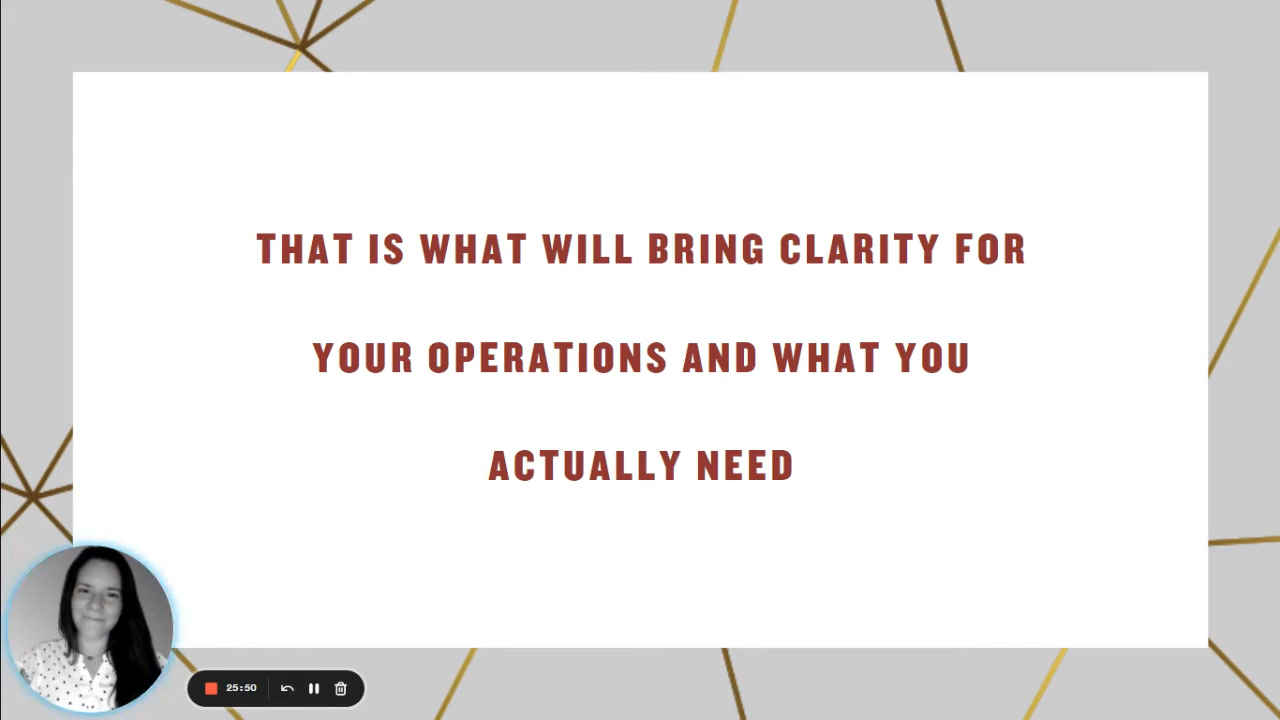 THAT IS WHAT WILL BRING CLARITY FOR
YOUR OPERATIONS AND WHAT YOU
ACTUALLY NEED
25:50